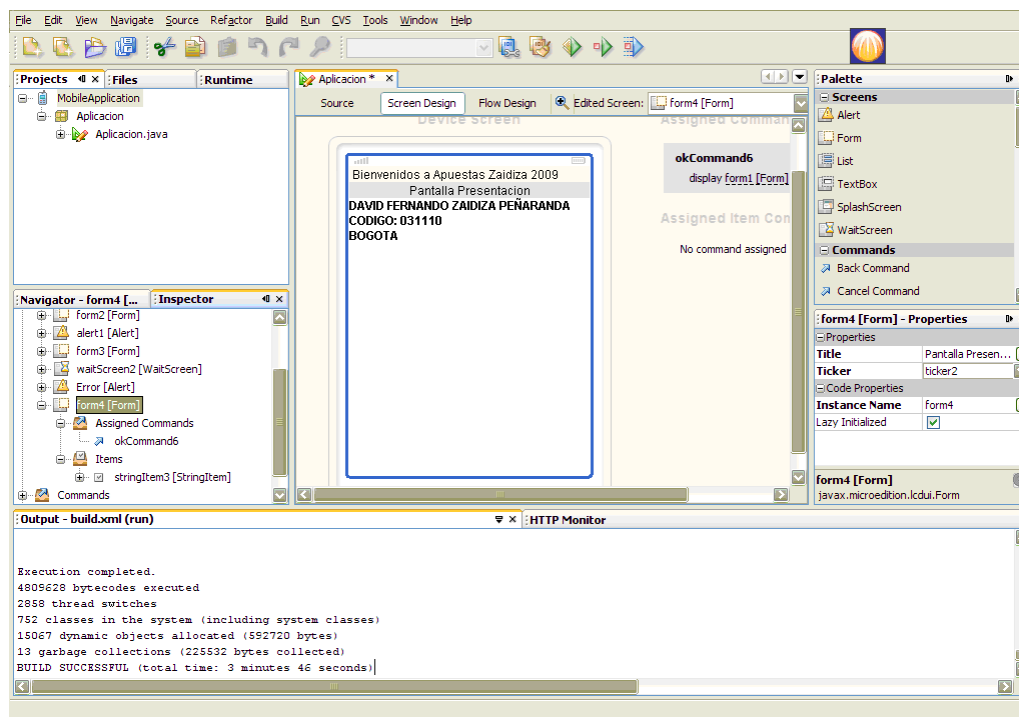 File Edit View Navigate Source Refactor Build Run CVS Tools Window Help
Projects Files Runtime
MobileApplication
Aplicacion
Aplicacion.java
Aplicacion *
Source Screen Design Flow Design Edited Screen: form4 [Form]
Device Screen
Bienvenidos a Apuestas Zaidiza 2009
Pantalla Presentacion
DAVID FERNANDO ZAIDIZA PEÑARANDA
CODIGO: 031110
BOGOTA
Assigned Comman
okCommand6
display form1 [Form]
Assigned Item Con
No command assigned
Palette
Screens
Alert
Form
List
TextBox
SplashScreen
WaitScreen
Commands
Back Command
Cancel Command
Navigator - form4 [... Inspector
form2 [Form]
alert1 [Alert]
form3 [Form]
waitScreen2 [WaitScreen]
Error [Alert]
form4 [Form]
Assigned Commands
okCommand6
Items
stringItem3 [StringItem]
Commands
form4 [Form] - Properties
Properties
Title Pantalla Presen...
Ticker ticker2
Code Properties
Instance Name form4
Lazy Initialized
form4 [Form]
javax.microedition.lcdui.Form
Output - build.xml (run) HTTP Monitor
Execution completed.
4809628 bytecodes executed
2858 thread switches
752 classes in the system (including system classes)
15067 dynamic objects allocated (592720 bytes)
13 garbage collections (225532 bytes collected)
BUILD SUCCESSFUL (total time: 3 minutes 46 seconds)